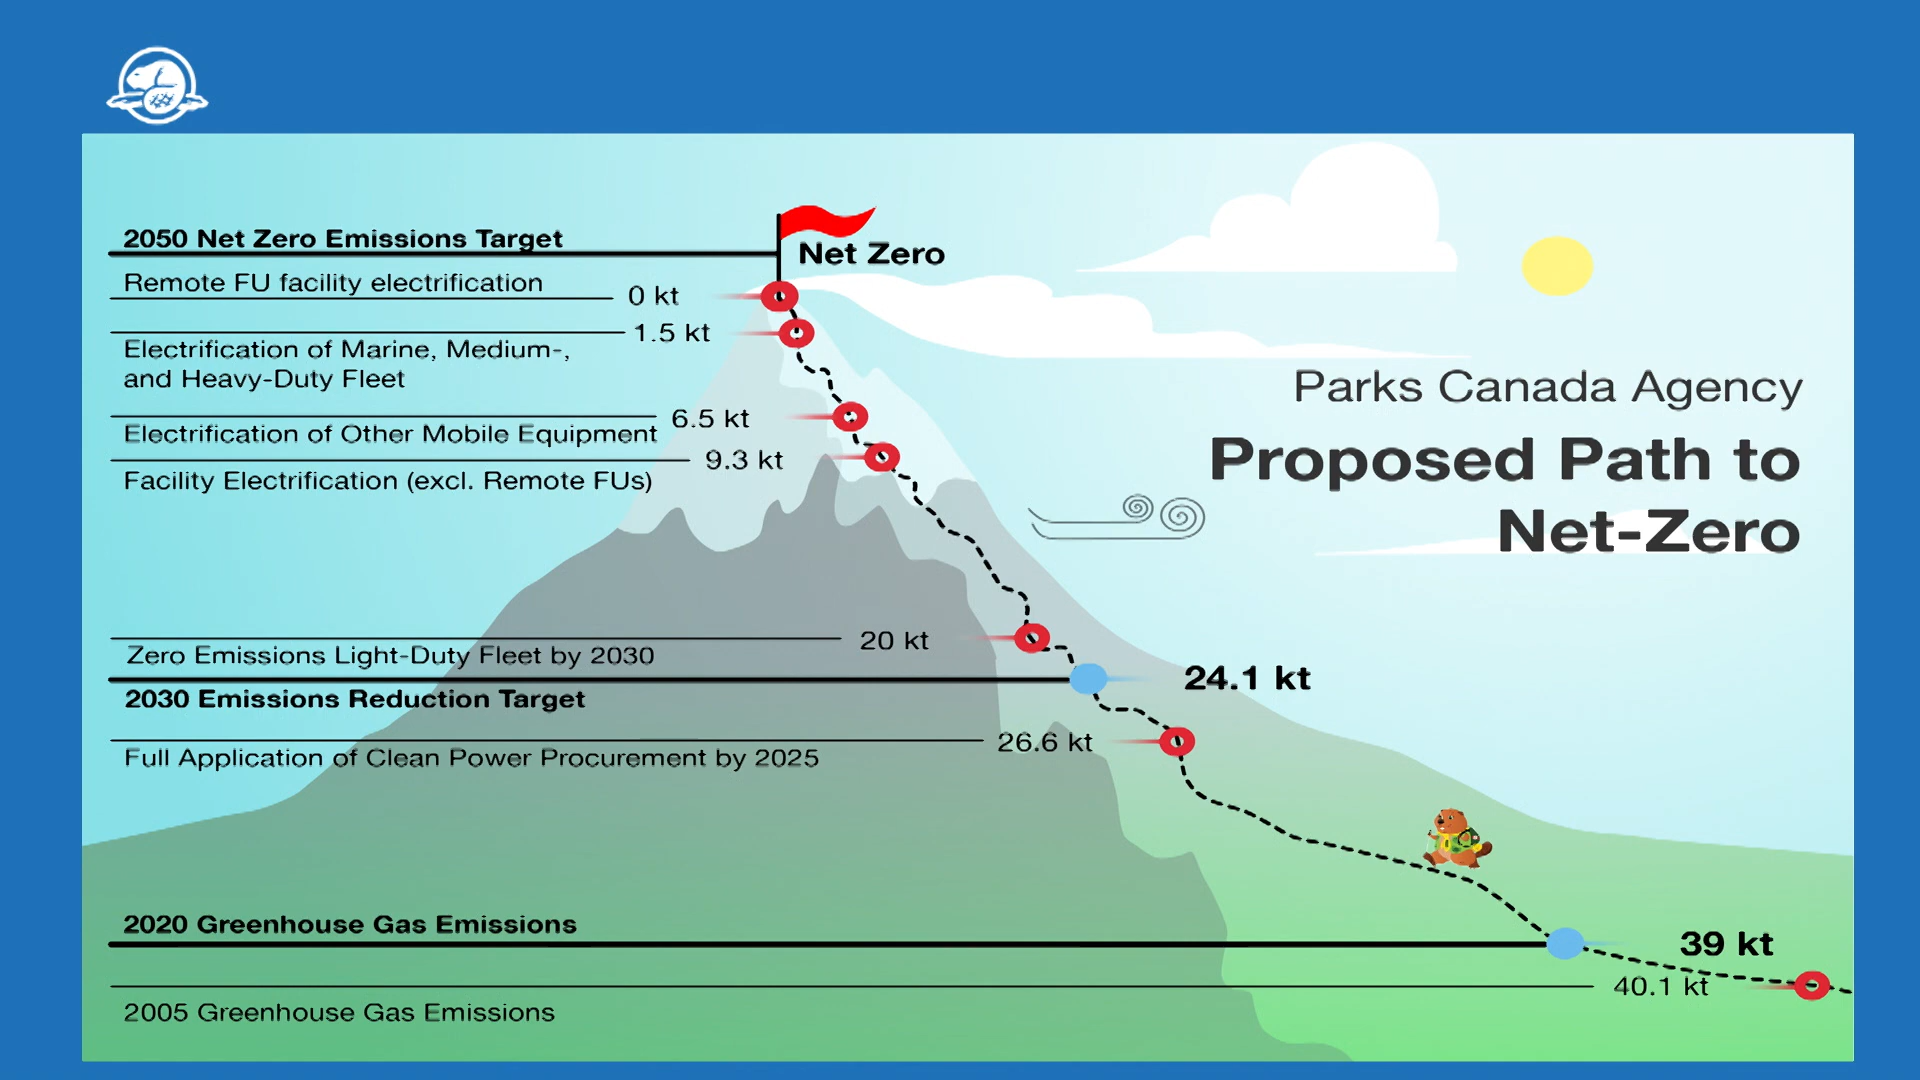 2050 Net Zero Emissions Target
Net Zero
Remote FU facility electrification
0 kt
1.5 kt
Electrification of Marine, Medium-,
and Heavy-Duty Fleet
6.5 kt
Electrification of Other Mobile Equipment
9.3 kt
Facility Electrification (excl. Remote FUs)
Parks Canada Agency
Proposed Path to
Net-Zero
20 kt
Zero Emissions Light-Duty Fleet by 2030
24.1 kt
2030 Emissions Reduction Target
26.6 kt
Full Application of Clean Power Procurement by 2025
2020 Greenhouse Gas Emissions
39 kt
40.1 kt
2005 Greenhouse Gas Emissions